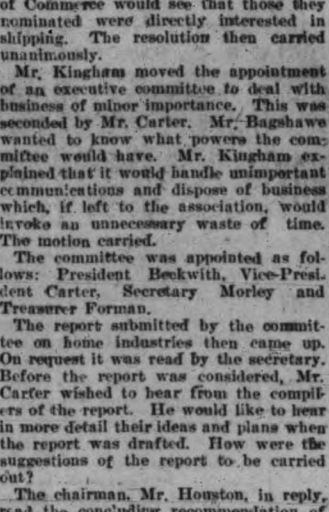 of Commerce would see that those they
nominated were directly interested in
shipping. The resolution then carried
unanimously.
Mr. Kingham moved the appointment
of an executive committee to deal with
business of minor importance. This was
seconded by Mr. Carter. Mr. Bagshawe
wanted to know what powers the com-
mittee would have. Mr. Kingham ex-
plained that it would handle unimportant
communications and dispose of business
which, if left to the association, would
invoke an unnecessary waste of time.
The motion carried.
The committee was appointed as fol-
lows: President Beckwith, Vice-Presi-
dent Carter, Secretary Morley and
Treasurer Forman.
The report submitted by the commit-
tee on home industries then came up.
On request it was read by the secretary.
Before the report was considered, Mr.
Carter wished to hear from the compil-
ers of the report. He would like to hear
in more detail their ideas and plans when
the report was drafted. How were the
suggestions of the report to be carried
out?
The chairman, Mr. Houston, in reply,
read the concluding recommendation of